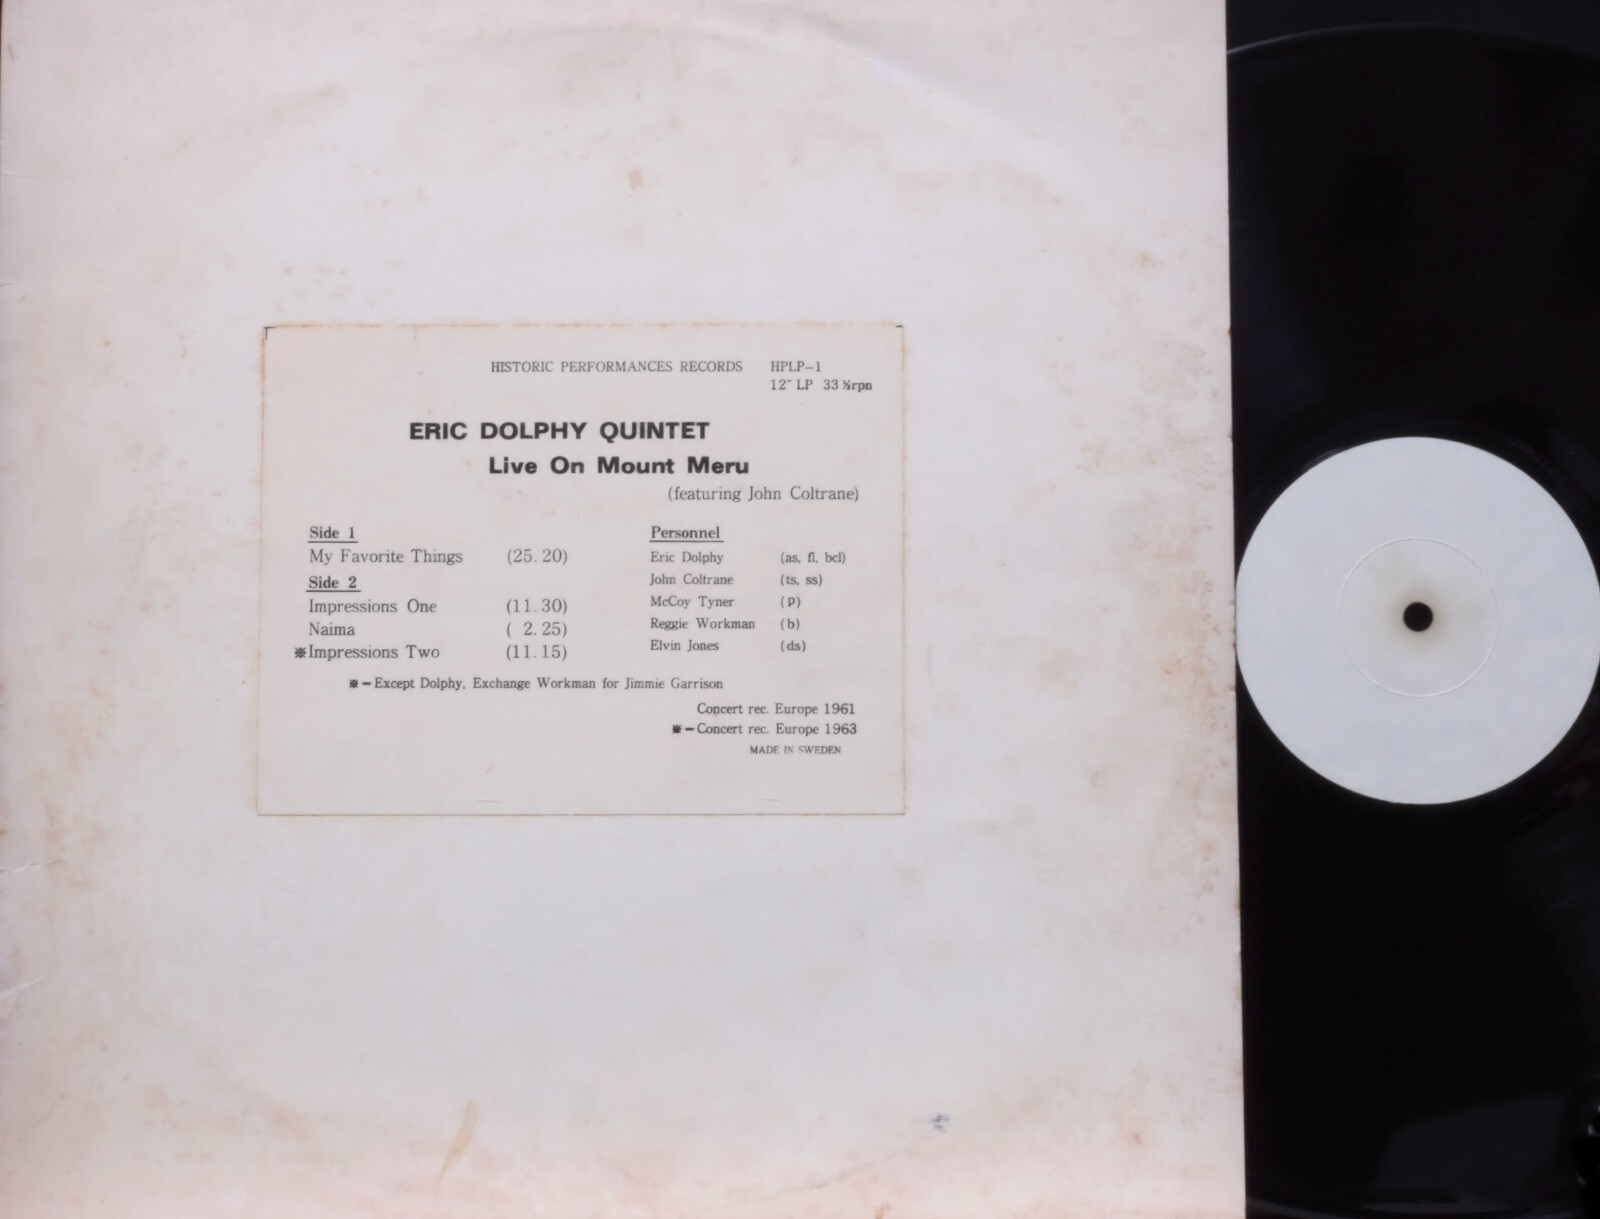 HISTORIC PERFORMANCES RECORDS HPLP-1
12" LP 33 ⅓rpm
ERIC DOLPHY QUINTET
Live On Mount Meru
(featuring John Coltrane)
Side 1
My Favorite Things (25.20)
Side 2
Impressions One (11.30)
Naima ( 2.25)
※Impressions Two (11.15)
Personnel
Eric Dolphy (as, fl, bcl)
John Coltrane (ts, ss)
McCoy Tyner (p)
Reggie Workman (b)
Elvin Jones (ds)
※-Except Dolphy, Exchange Workman for Jimmie Garrison
Concert rec. Europe 1961
※-Concert rec. Europe 1963
MADE IN SWEDEN